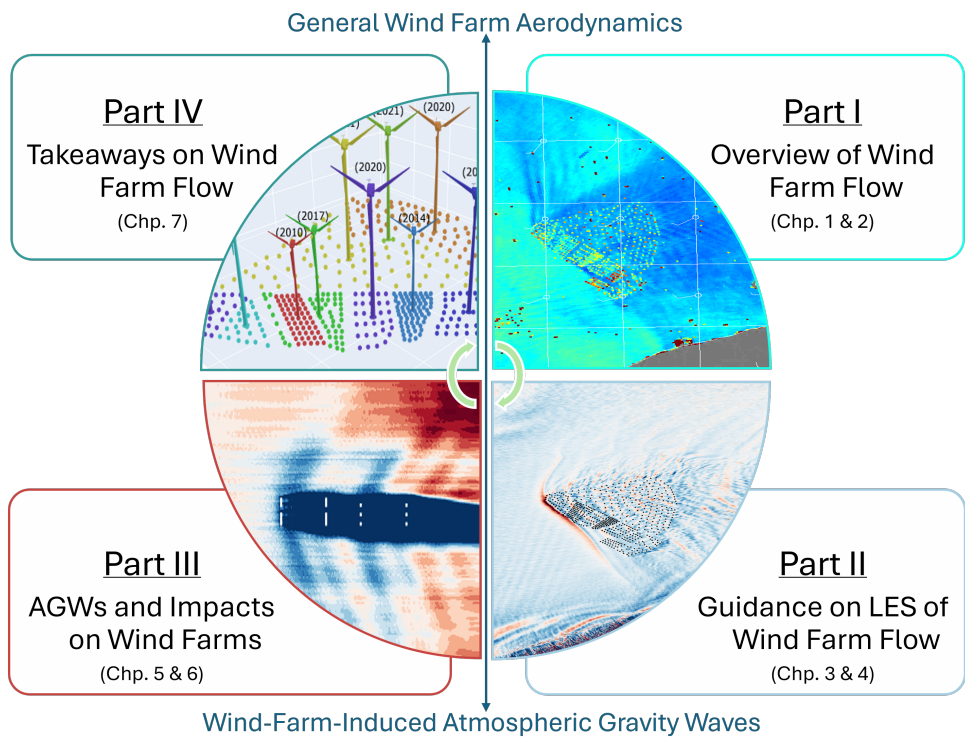 General Wind Farm Aerodynamics
Part IV
Takeaways on Wind
Farm Flow
(Chp. 7)
(2020)
(2020)
(2017)
(2014)
(2010)
Part I
Overview of Wind
Farm Flow
(Chp. 1 & 2)
Part III
AGWs and Impacts
on Wind Farms
(Chp. 5 & 6)
Part II
Guidance on LES of
Wind Farm Flow
(Chp. 3 & 4)
Wind-Farm-Induced Atmospheric Gravity Waves